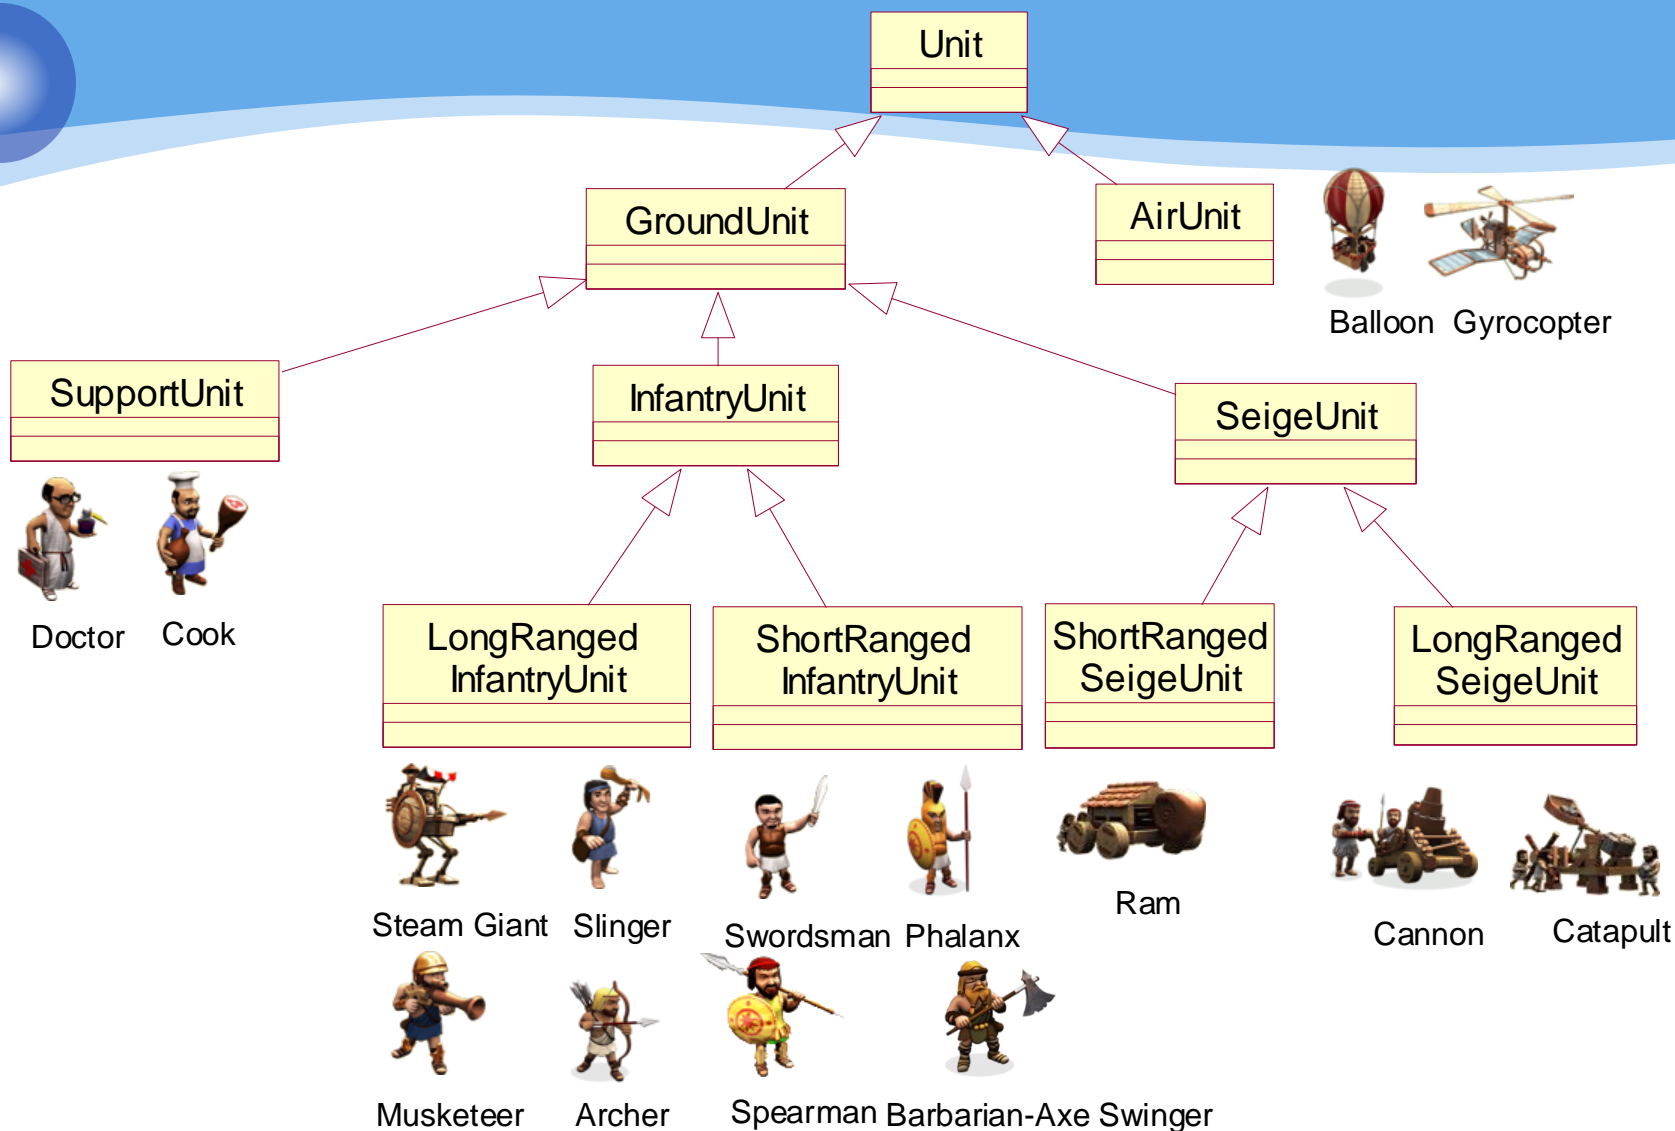 Unit
GroundUnit
AirUnit
Balloon Gyrocopter
SupportUnit
InfantryUnit
SeigeUnit
Doctor Cook
LongRanged
InfantryUnit
ShortRanged
InfantryUnit
ShortRanged
SeigeUnit
LongRanged
SeigeUnit
Steam Giant Slinger
Swordsman Phalanx
Ram
Cannon
Catapult
Musketeer Archer
Spearman Barbarian-Axe Swinger